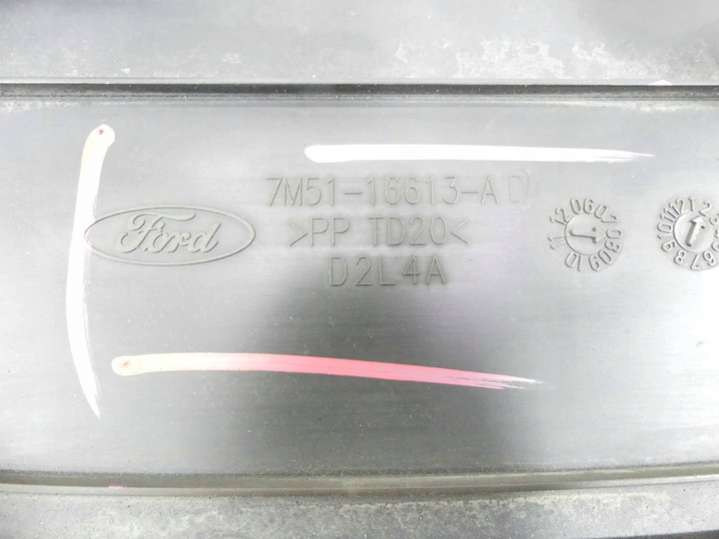 7M51-16613-A D
Ford
>PP TD20<
D2L4A